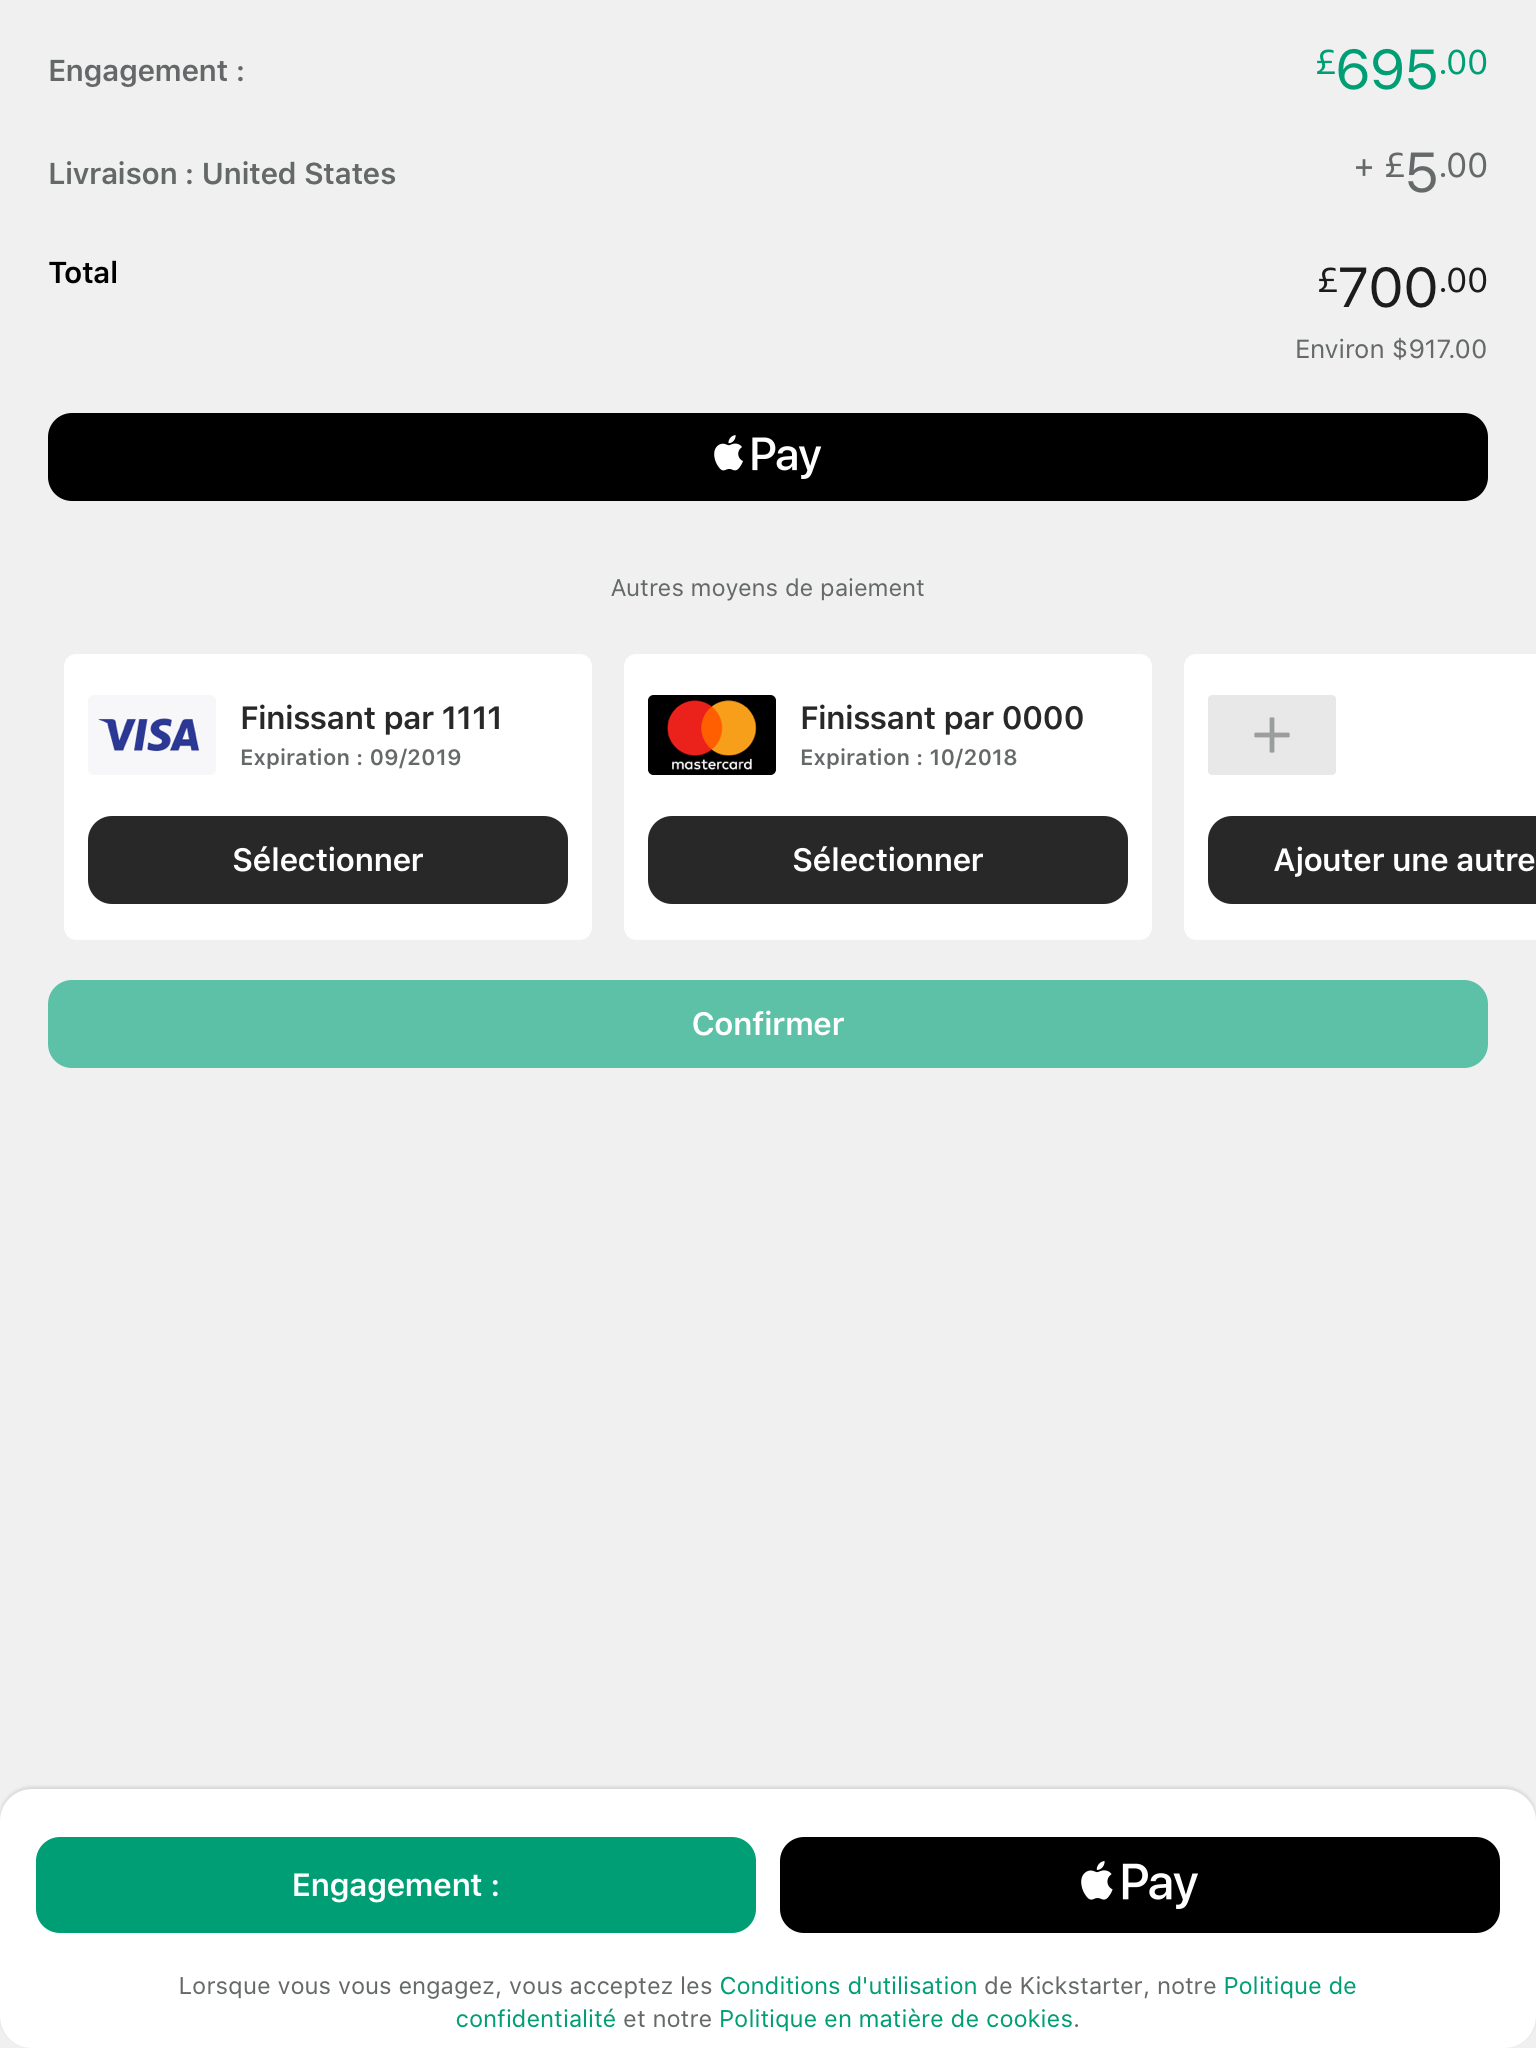 Engagement :
£695.00
Livraison : United States
+ £5.00
Total
£700.00
Environ $917.00
Pay
Autres moyens de paiement
VISA
Finissant par 1111
Expiration : 09/2019
Sélectionner
mastercard
Finissant par 0000
Expiration : 10/2018
Sélectionner
Ajouter une autre
Confirmer
Engagement :
Pay
Lorsque vous vous engagez, vous acceptez les Conditions d'utilisation de Kickstarter, notre Politique de
confidentialité et notre Politique en matière de cookies.